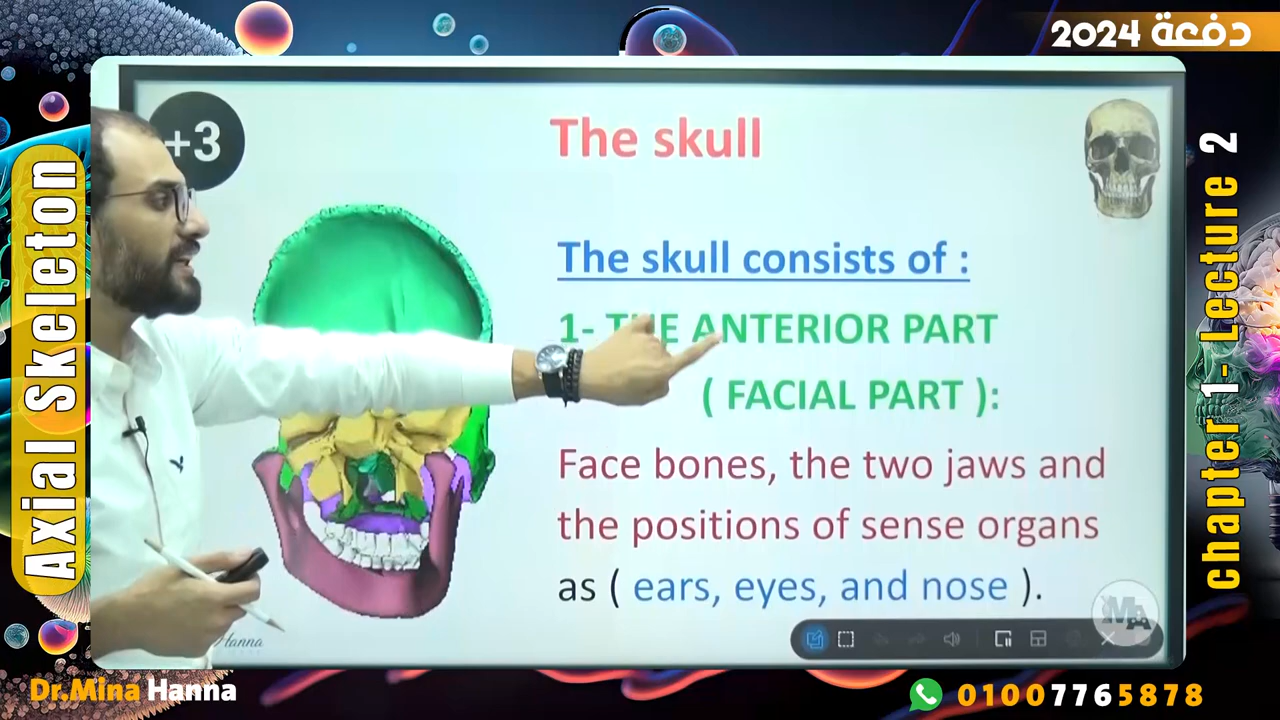 دفعة 2024
+3
The skull
The skull consists of :
1- THE ANTERIOR PART
( FACIAL PART ):
Face bones, the two jaws and
the positions of sense organs
as ( ears, eyes, and nose ).
Axial Skeleton
chapter 1- Lecture 2
Hanna
MA
Dr.Mina Hanna
01007765878